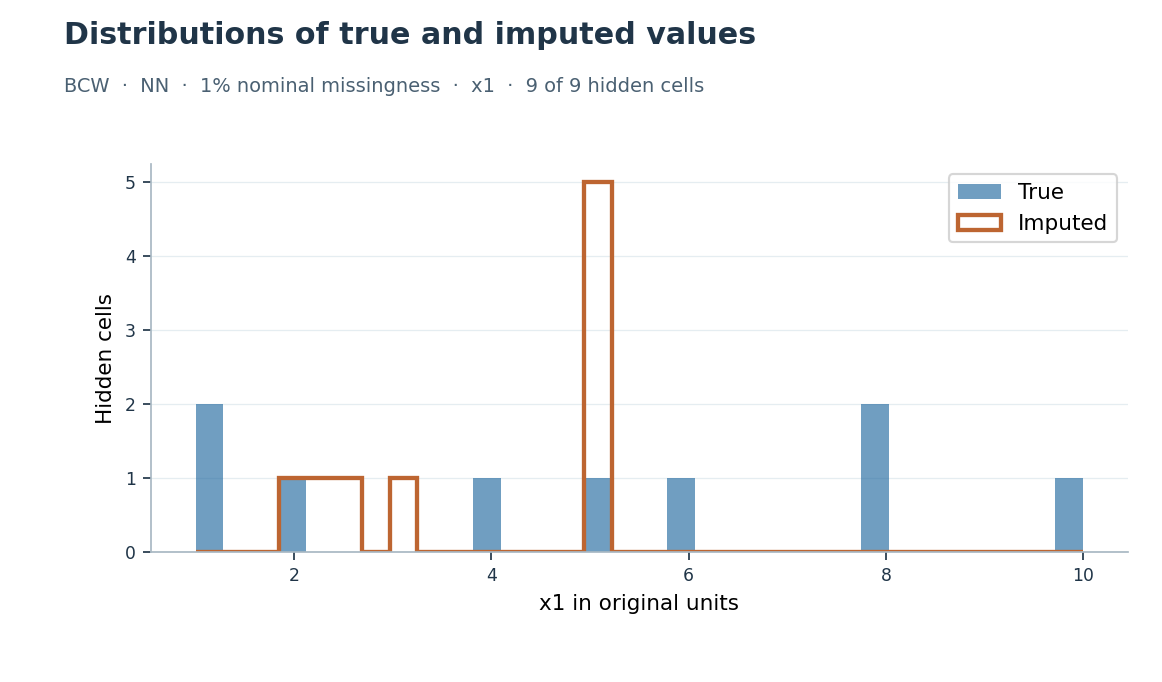 Distributions of true and imputed values
BCW · NN · 1% nominal missingness · x1 · 9 of 9 hidden cells
True
Imputed
Hidden cells
5
4
3
2
1
0
2 4 6 8 10
x1 in original units